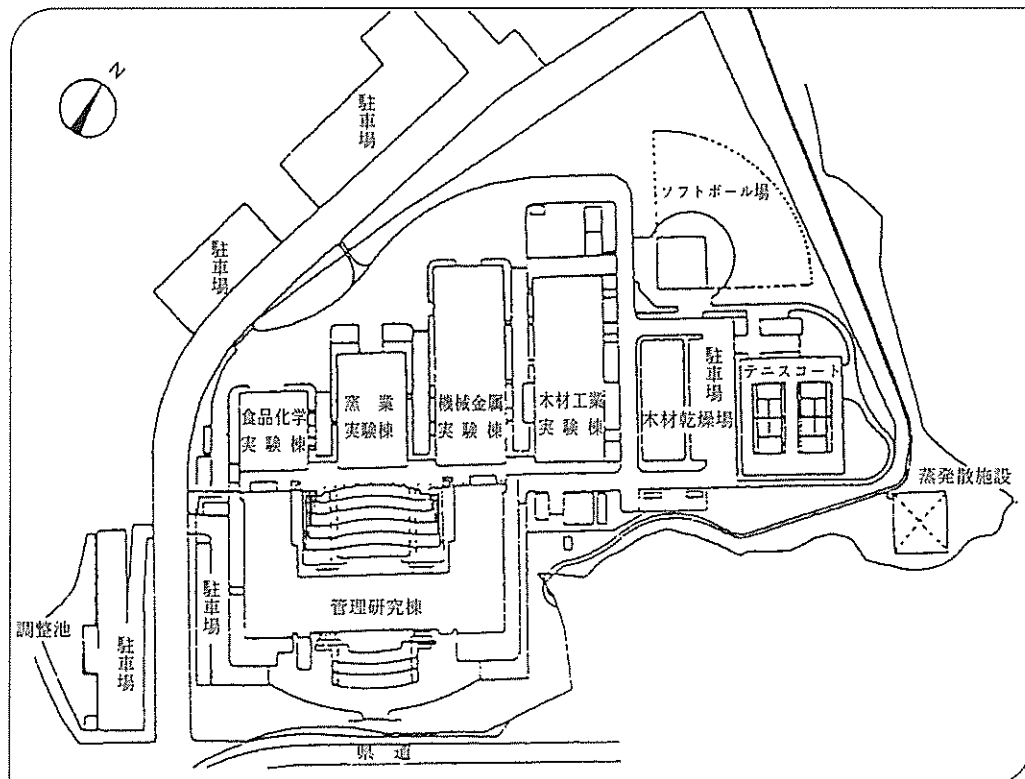 N
駐車場
ソフトボール場
駐車場
駐車場
テニスコート
食品化学
実験棟
窯業
実験棟
機械金属
実験棟
木材工業
実験棟
木材乾燥場
蒸発散施設
駐車場
管理研究棟
調整池
駐車場
県道